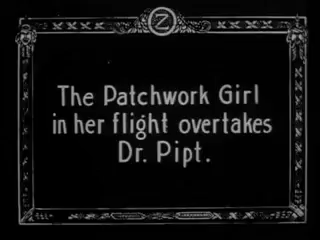 Z
The Patchwork Girl
in her flight overtakes
Dr. Pipt.